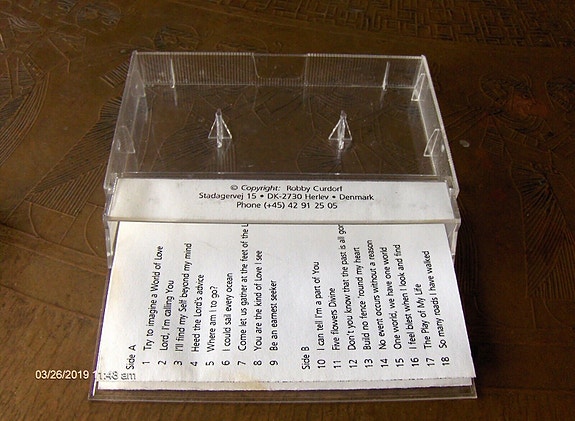 © Copyright: Robby Curdorf
Stadagervej 15 • DK-2730 Herlev • Denmark
Phone (+45) 42 91 25 05
Side A
1 Try to imagine a World of Love
2 Lord, I'm calling You
3 I'll find my Self beyond my mind
4 Heed the Lord's advice
5 Where am I to go?
6 I could sail every ocean
7 Come let us gather at the feet of the L
8 You are the kind of Love I see
9 Be an earnest seeker
Side B
10 I can tell I'm a part of You
11 Five flowers Divine
12 Don't you know that the past is all gon
13 Build no fence 'round my heart
14 No event occurs without a reason
15 One world, we have one world
16 I feel blest when I look and find
17 The Play of My Life
18 So many roads I have walked
03/26/2019 11:48 am